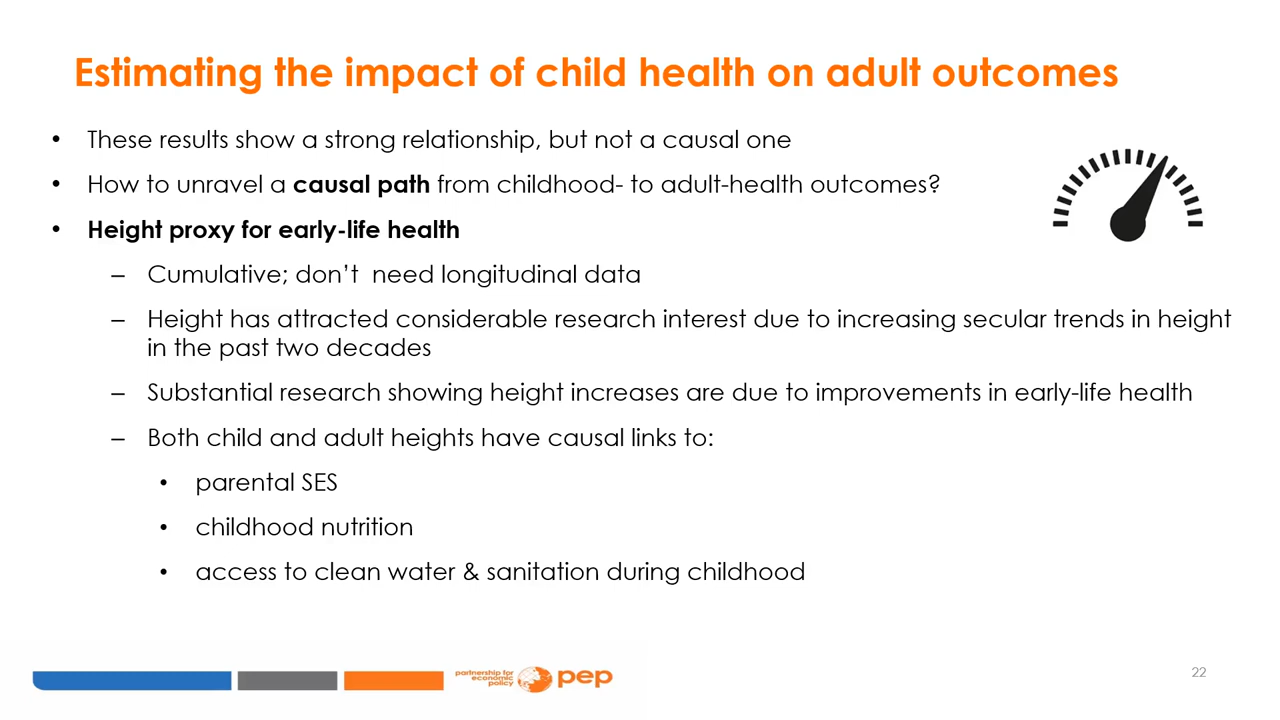 Estimating the impact of child health on adult outcomes
• These results show a strong relationship, but not a causal one
• How to unravel a causal path from childhood- to adult-health outcomes?
• Height proxy for early-life health
– Cumulative; don’t  need longitudinal data
– Height has attracted considerable research interest due to increasing secular trends in height
in the past two decades
– Substantial research showing height increases are due to improvements in early-life health
– Both child and adult heights have causal links to:
• parental SES
• childhood nutrition
• access to clean water & sanitation during childhood
partnership for
economic
policy
pep
22